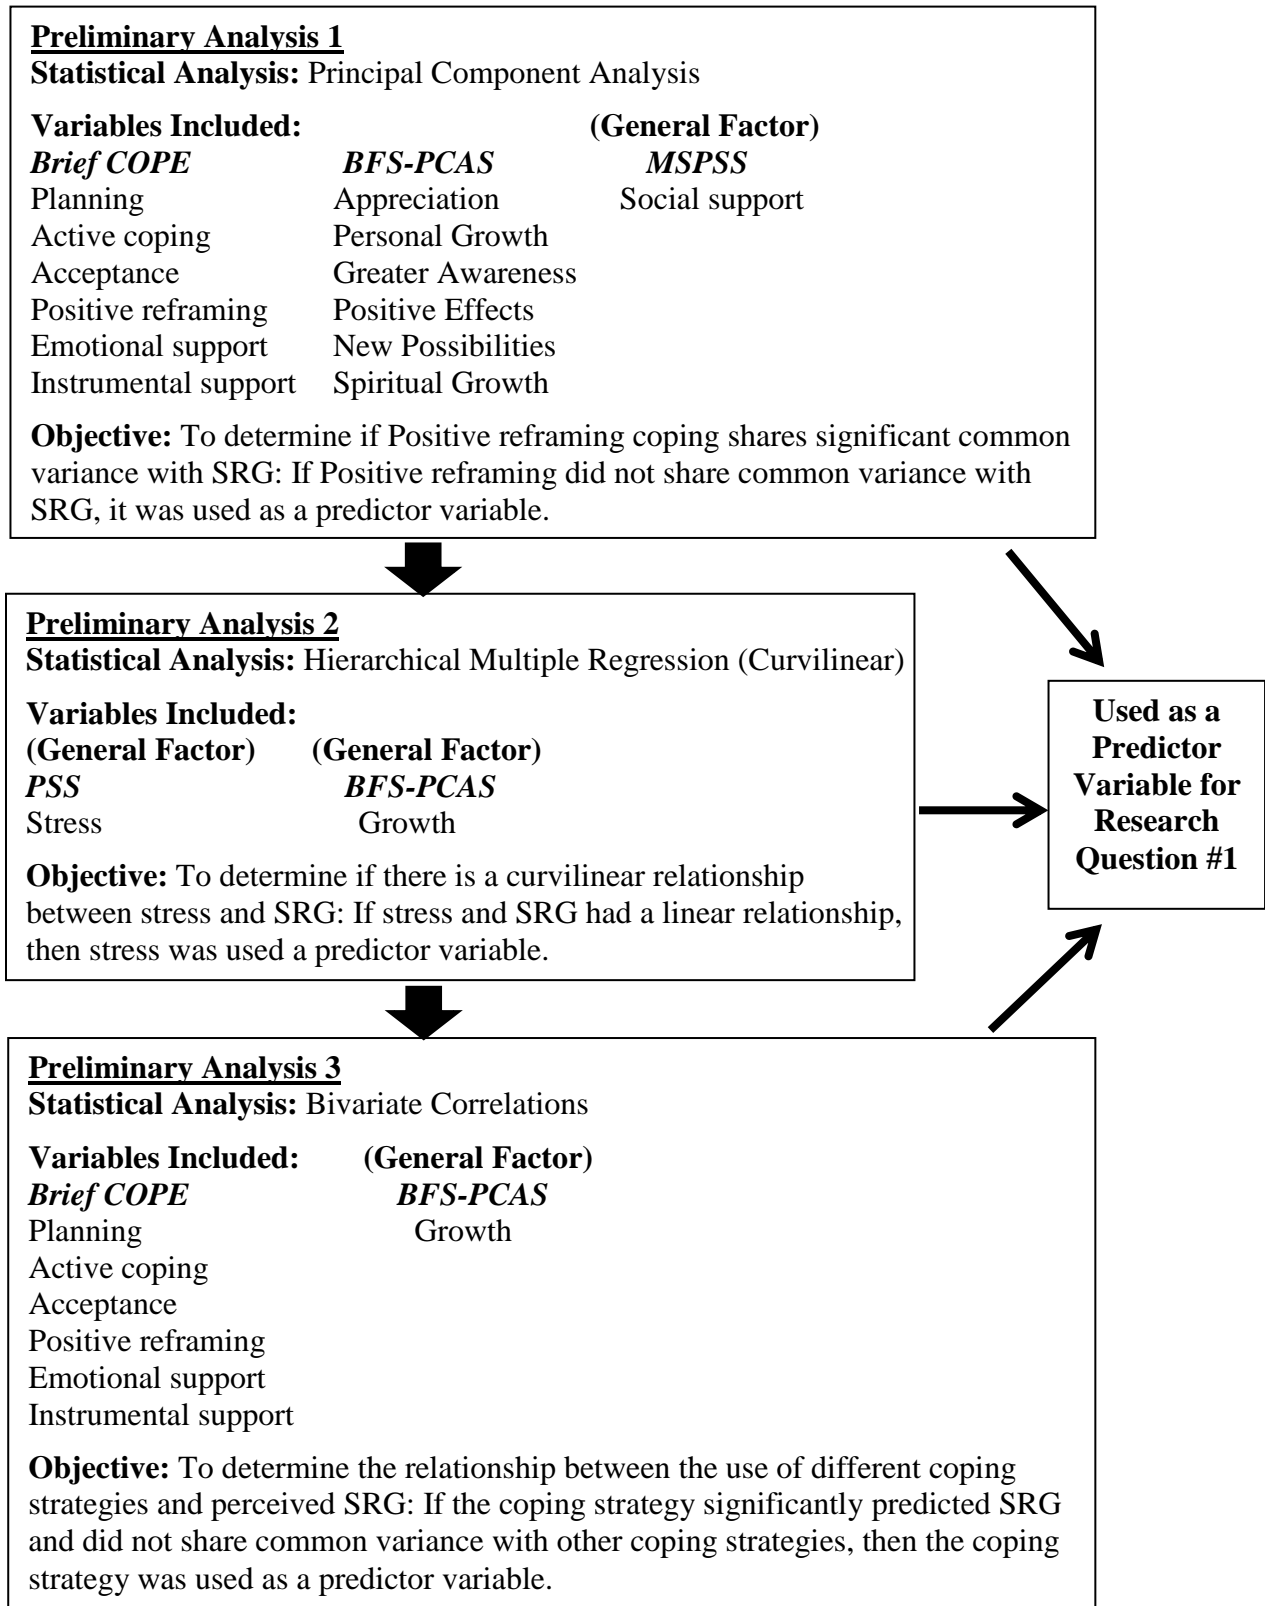 Preliminary Analysis 1
Statistical Analysis: Principal Component Analysis
Variables Included: (General Factor)
Brief COPE BFS-PCAS MSPSS
Planning Appreciation Social support
Active coping Personal Growth
Acceptance Greater Awareness
Positive reframing Positive Effects
Emotional support New Possibilities
Instrumental support Spiritual Growth
Objective: To determine if Positive reframing coping shares significant common
variance with SRG: If Positive reframing did not share common variance with
SRG, it was used as a predictor variable.
Preliminary Analysis 2
Statistical Analysis: Hierarchical Multiple Regression (Curvilinear)
Variables Included:
(General Factor) (General Factor)
PSS BFS-PCAS
Stress Growth
Objective: To determine if there is a curvilinear relationship
between stress and SRG: If stress and SRG had a linear relationship,
then stress was used a predictor variable.
Used as a
Predictor
Variable for
Research
Question #1
Preliminary Analysis 3
Statistical Analysis: Bivariate Correlations
Variables Included: (General Factor)
Brief COPE BFS-PCAS
Planning Growth
Active coping
Acceptance
Positive reframing
Emotional support
Instrumental support
Objective: To determine the relationship between the use of different coping
strategies and perceived SRG: If the coping strategy significantly predicted SRG
and did not share common variance with other coping strategies, then the coping
strategy was used as a predictor variable.